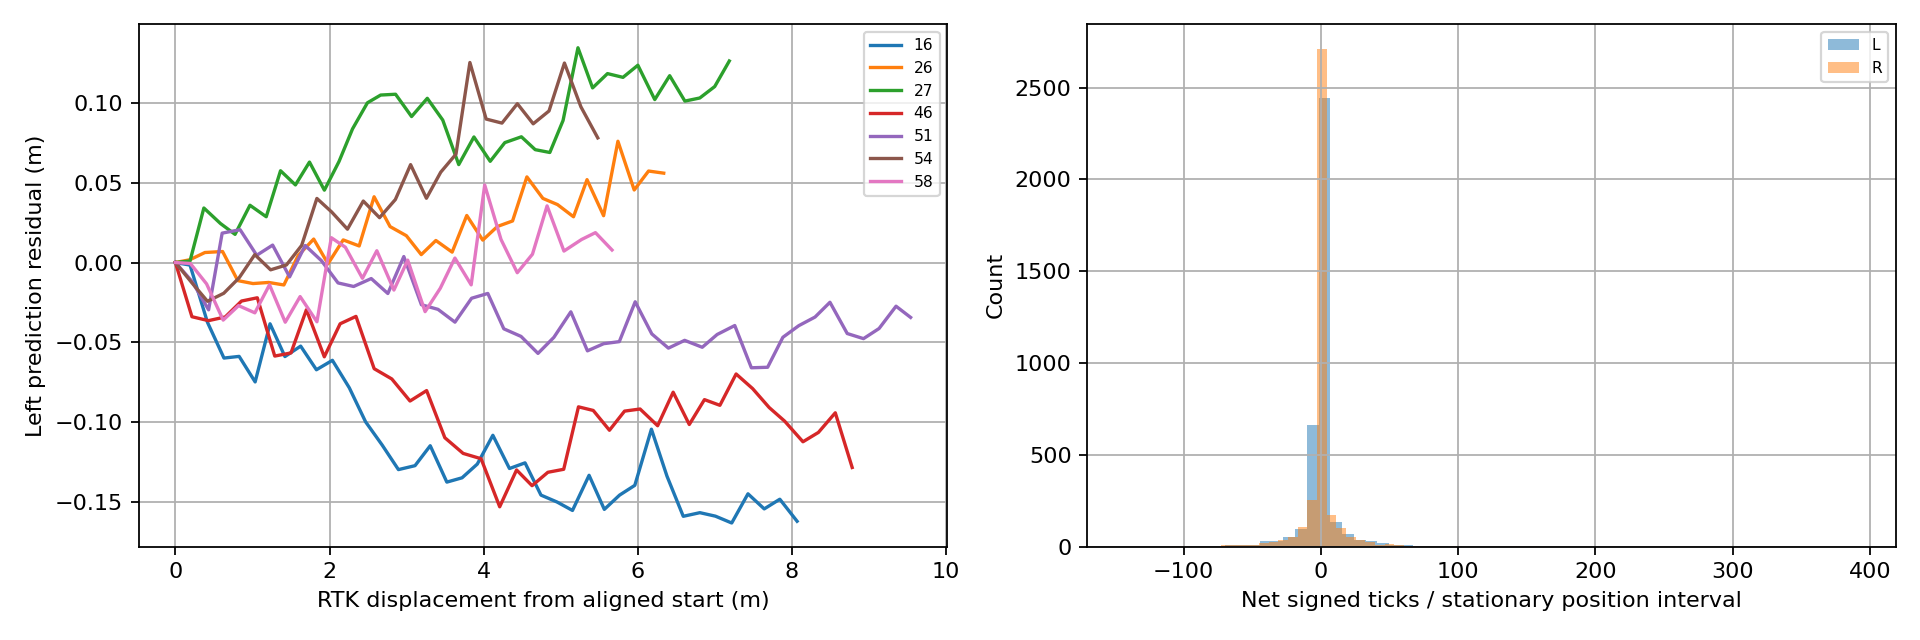 0.10
0.05
0.00
−0.05
−0.10
−0.15
Left prediction residual (m)
0 2 4 6 8 10
RTK displacement from aligned start (m)
16
26
27
46
51
54
58
2500
2000
1500
1000
500
0
Count
−100 0 100 200 300 400
Net signed ticks / stationary position interval
L
R